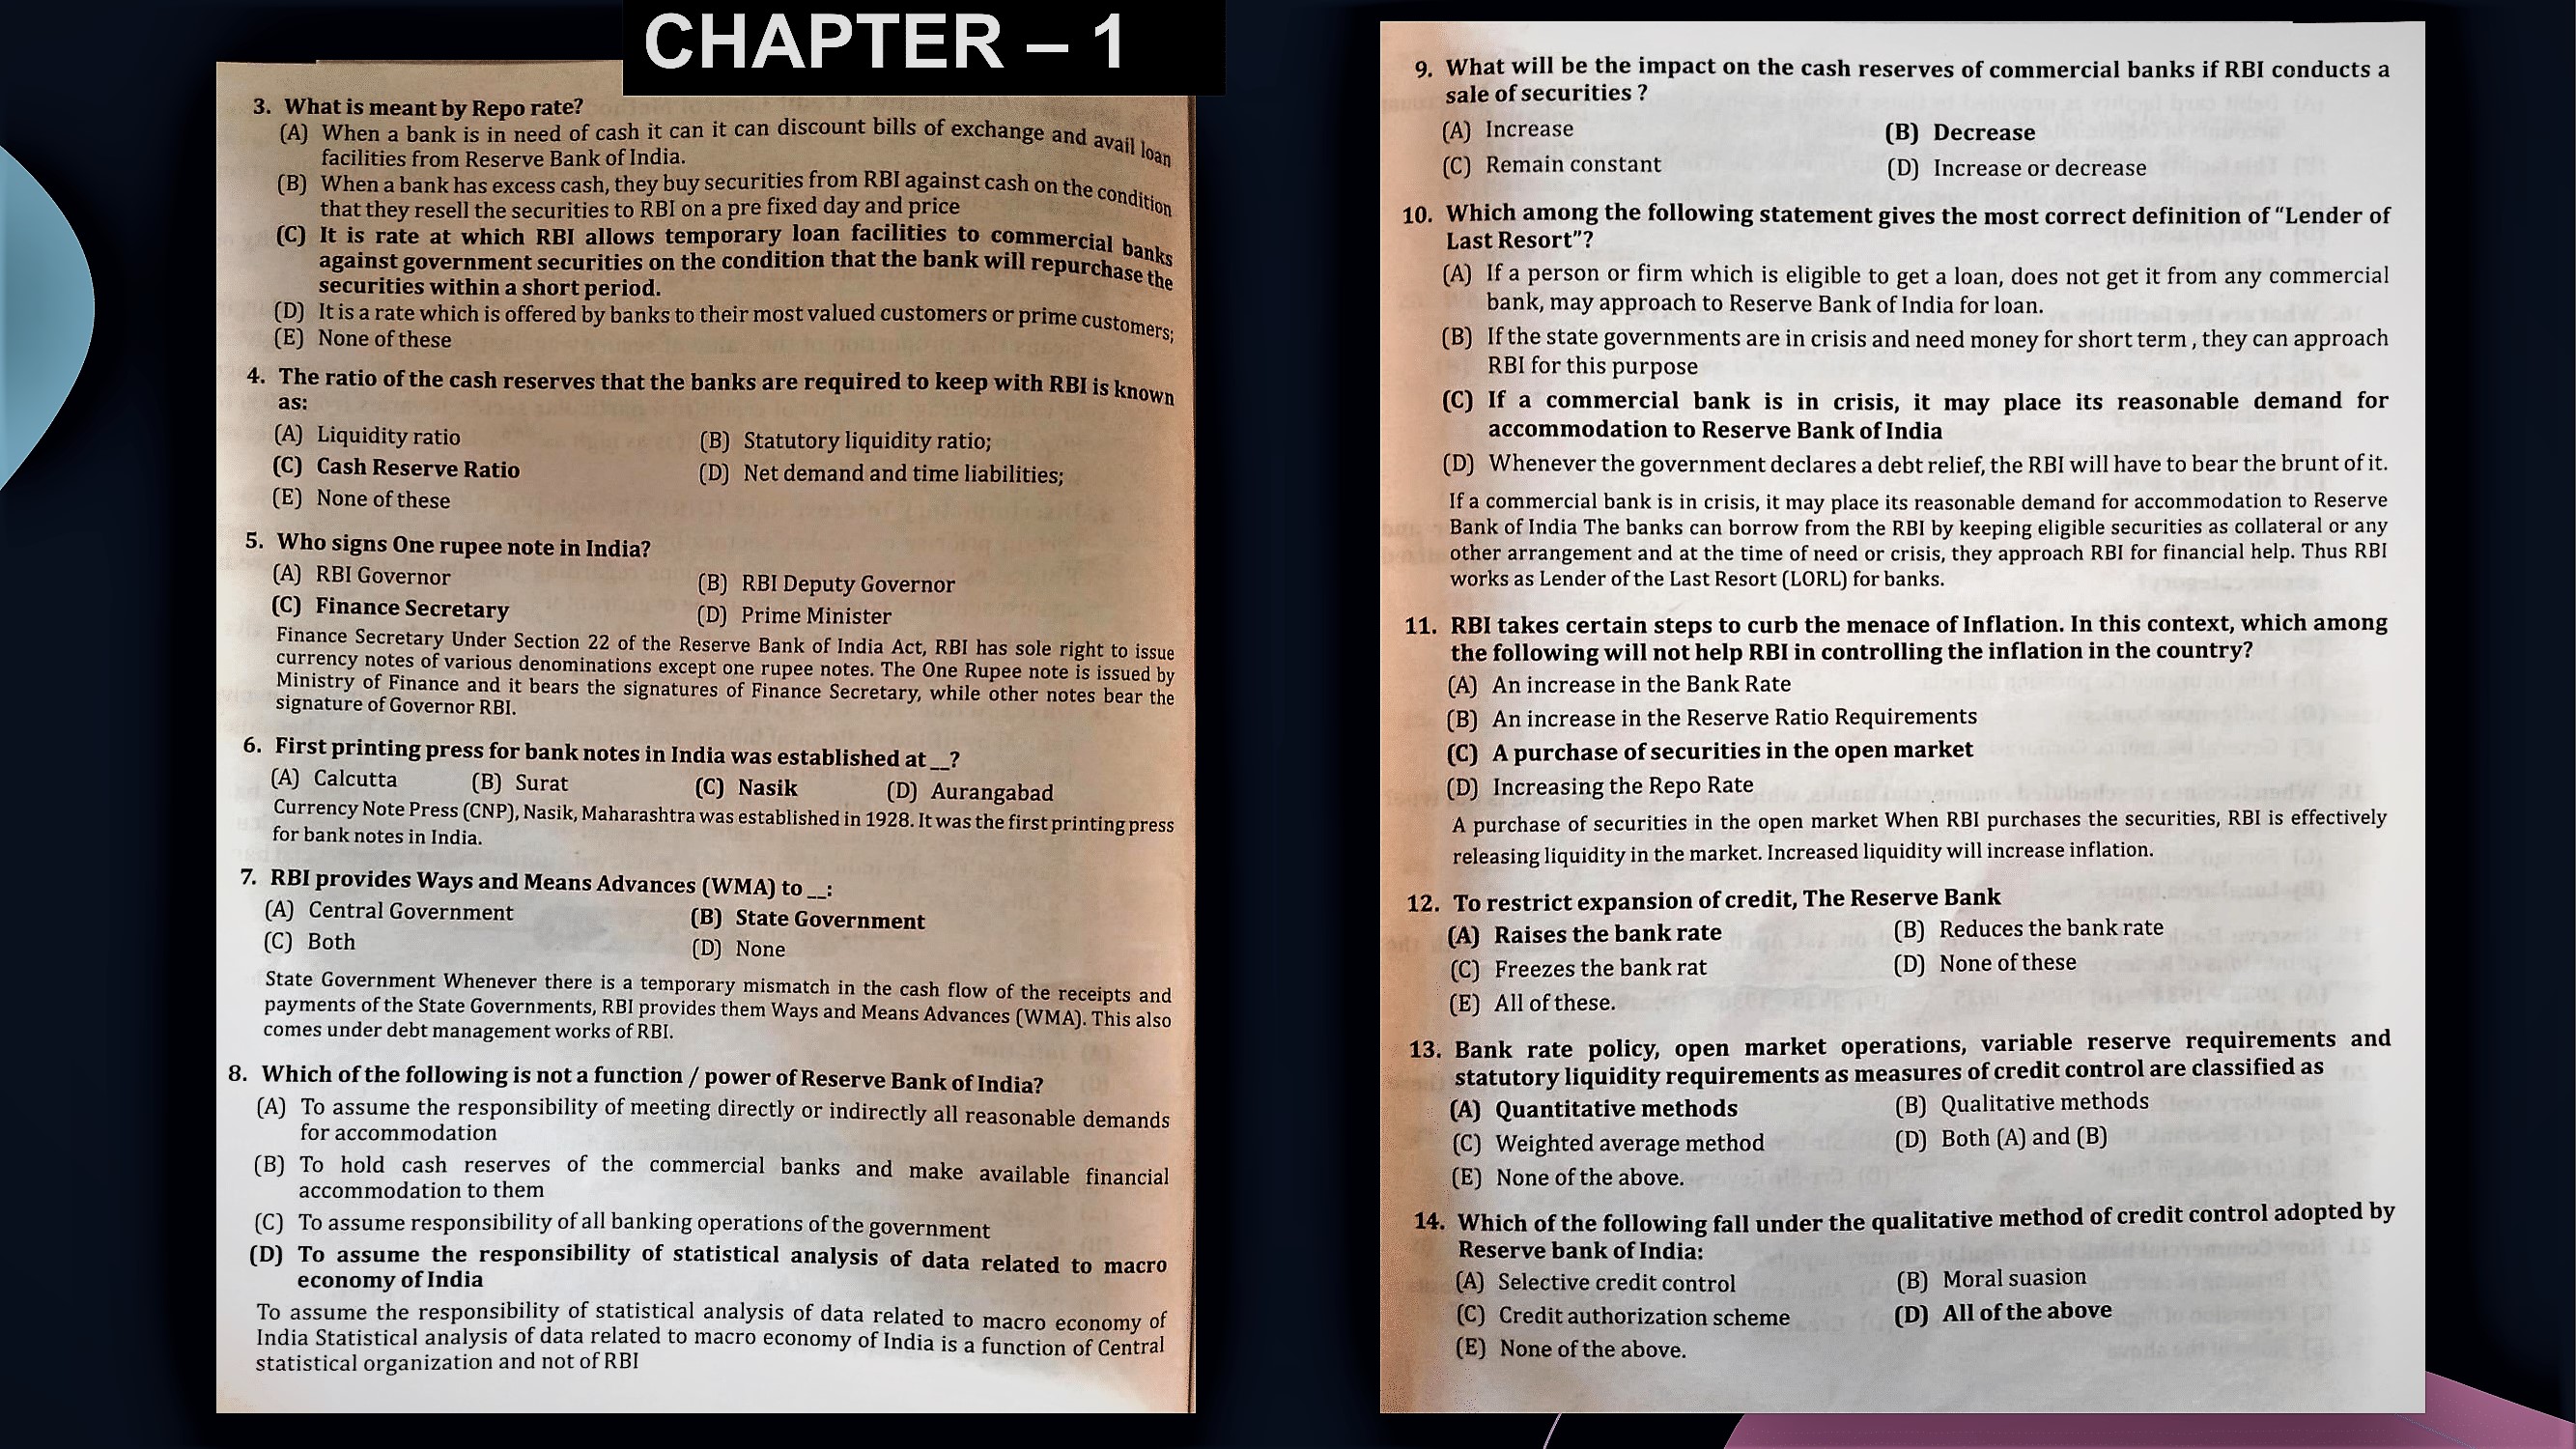 CHAPTER – 1
3. What is meant by Repo rate?
(A) When a bank is in need of cash it can it can discount bills of exchange and avail loan
facilities from Reserve Bank of India.
(B) When a bank has excess cash, they buy securities from RBI against cash on the condition
that they resell the securities to RBI on a pre fixed day and price
(C) It is rate at which RBI allows temporary loan facilities to commercial banks
against government securities on the condition that the bank will repurchase the
securities within a short period.
(D) It is a rate which is offered by banks to their most valued customers or prime customers;
(E) None of these
4. The ratio of the cash reserves that the banks are required to keep with RBI is known
as:
(A) Liquidity ratio (B) Statutory liquidity ratio;
(C) Cash Reserve Ratio (D) Net demand and time liabilities;
(E) None of these
5. Who signs One rupee note in India?
(A) RBI Governor (B) RBI Deputy Governor
(C) Finance Secretary (D) Prime Minister
Finance Secretary Under Section 22 of the Reserve Bank of India Act, RBI has sole right to issue
currency notes of various denominations except one rupee notes. The One Rupee note is issued by
Ministry of Finance and it bears the signatures of Finance Secretary, while other notes bear the
signature of Governor RBI.
6. First printing press for bank notes in India was established at __?
(A) Calcutta (B) Surat (C) Nasik (D) Aurangabad
Currency Note Press (CNP), Nasik, Maharashtra was established in 1928. It was the first printing press
for bank notes in India.
7. RBI provides Ways and Means Advances (WMA) to __:
(A) Central Government (B) State Government
(C) Both (D) None
State Government Whenever there is a temporary mismatch in the cash flow of the receipts and
payments of the State Governments, RBI provides them Ways and Means Advances (WMA). This also
comes under debt management works of RBI.
8. Which of the following is not a function / power of Reserve Bank of India?
(A) To assume the responsibility of meeting directly or indirectly all reasonable demands
for accommodation
(B) To hold cash reserves of the commercial banks and make available financial
accommodation to them
(C) To assume responsibility of all banking operations of the government
(D) To assume the responsibility of statistical analysis of data related to macro
economy of India
To assume the responsibility of statistical analysis of data related to macro economy of
India Statistical analysis of data related to macro economy of India is a function of Central
statistical organization and not of RBI
9. What will be the impact on the cash reserves of commercial banks if RBI conducts a
sale of securities ?
(A) Increase (B) Decrease
(C) Remain constant (D) Increase or decrease
10. Which among the following statement gives the most correct definition of “Lender of
Last Resort”?
(A) If a person or firm which is eligible to get a loan, does not get it from any commercial
bank, may approach to Reserve Bank of India for loan.
(B) If the state governments are in crisis and need money for short term , they can approach
RBI for this purpose
(C) If a commercial bank is in crisis, it may place its reasonable demand for
accommodation to Reserve Bank of India
(D) Whenever the government declares a debt relief, the RBI will have to bear the brunt of it.
If a commercial bank is in crisis, it may place its reasonable demand for accommodation to Reserve
Bank of India The banks can borrow from the RBI by keeping eligible securities as collateral or any
other arrangement and at the time of need or crisis, they approach RBI for financial help. Thus RBI
works as Lender of the Last Resort (LORL) for banks.
11. RBI takes certain steps to curb the menace of Inflation. In this context, which among
the following will not help RBI in controlling the inflation in the country?
(A) An increase in the Bank Rate
(B) An increase in the Reserve Ratio Requirements
(C) A purchase of securities in the open market
(D) Increasing the Repo Rate
A purchase of securities in the open market When RBI purchases the securities, RBI is effectively
releasing liquidity in the market. Increased liquidity will increase inflation.
12. To restrict expansion of credit, The Reserve Bank
(A) Raises the bank rate (B) Reduces the bank rate
(C) Freezes the bank rat (D) None of these
(E) All of these.
13. Bank rate policy, open market operations, variable reserve requirements and
statutory liquidity requirements as measures of credit control are classified as
(A) Quantitative methods (B) Qualitative methods
(C) Weighted average method (D) Both (A) and (B)
(E) None of the above.
14. Which of the following fall under the qualitative method of credit control adopted by
Reserve bank of India:
(A) Selective credit control (B) Moral suasion
(C) Credit authorization scheme (D) All of the above
(E) None of the above.